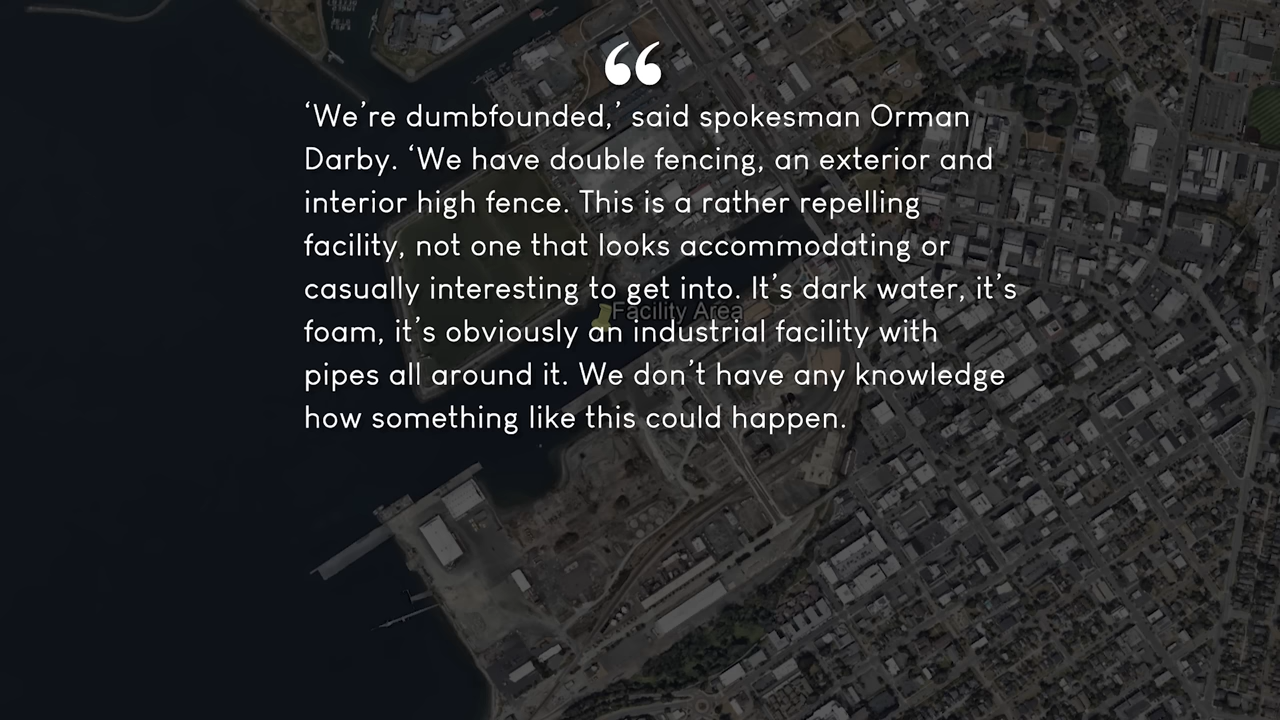 “
‘We’re dumbfounded,’ said spokesman Orman
Darby. ‘We have double fencing, an exterior and
interior high fence. This is a rather repelling
facility, not one that looks accommodating or
casually interesting to get into. It’s dark water, it’s
Facility Area
foam, it’s obviously an industrial facility with
pipes all around it. We don’t have any knowledge
how something like this could happen.